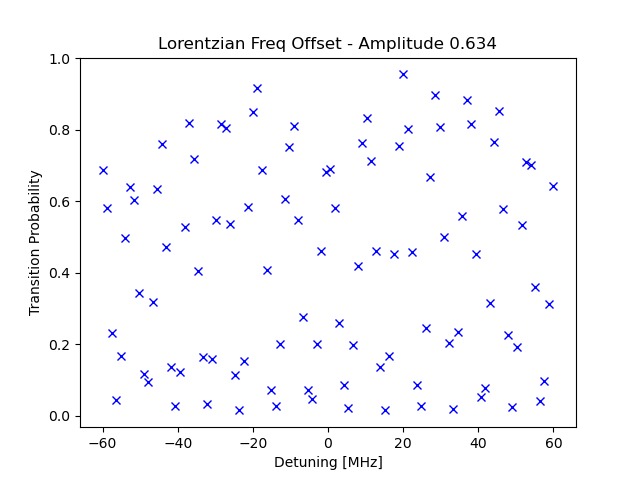 Lorentzian Freq Offset - Amplitude 0.634
1.0
0.8
0.6
0.4
0.2
0.0
Transition Probability
−60 −40 −20 0 20 40 60
Detuning [MHz]